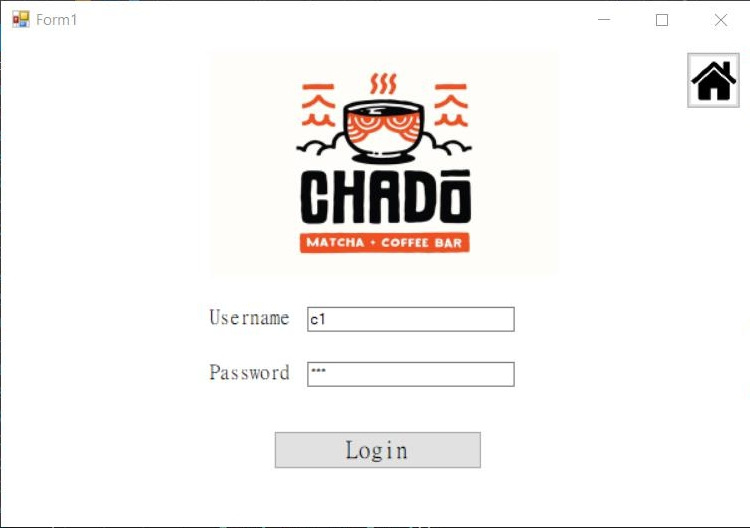 Form1
CHADŌ
MATCHA + COFFEE BAR
Username c1
Password ***
Login